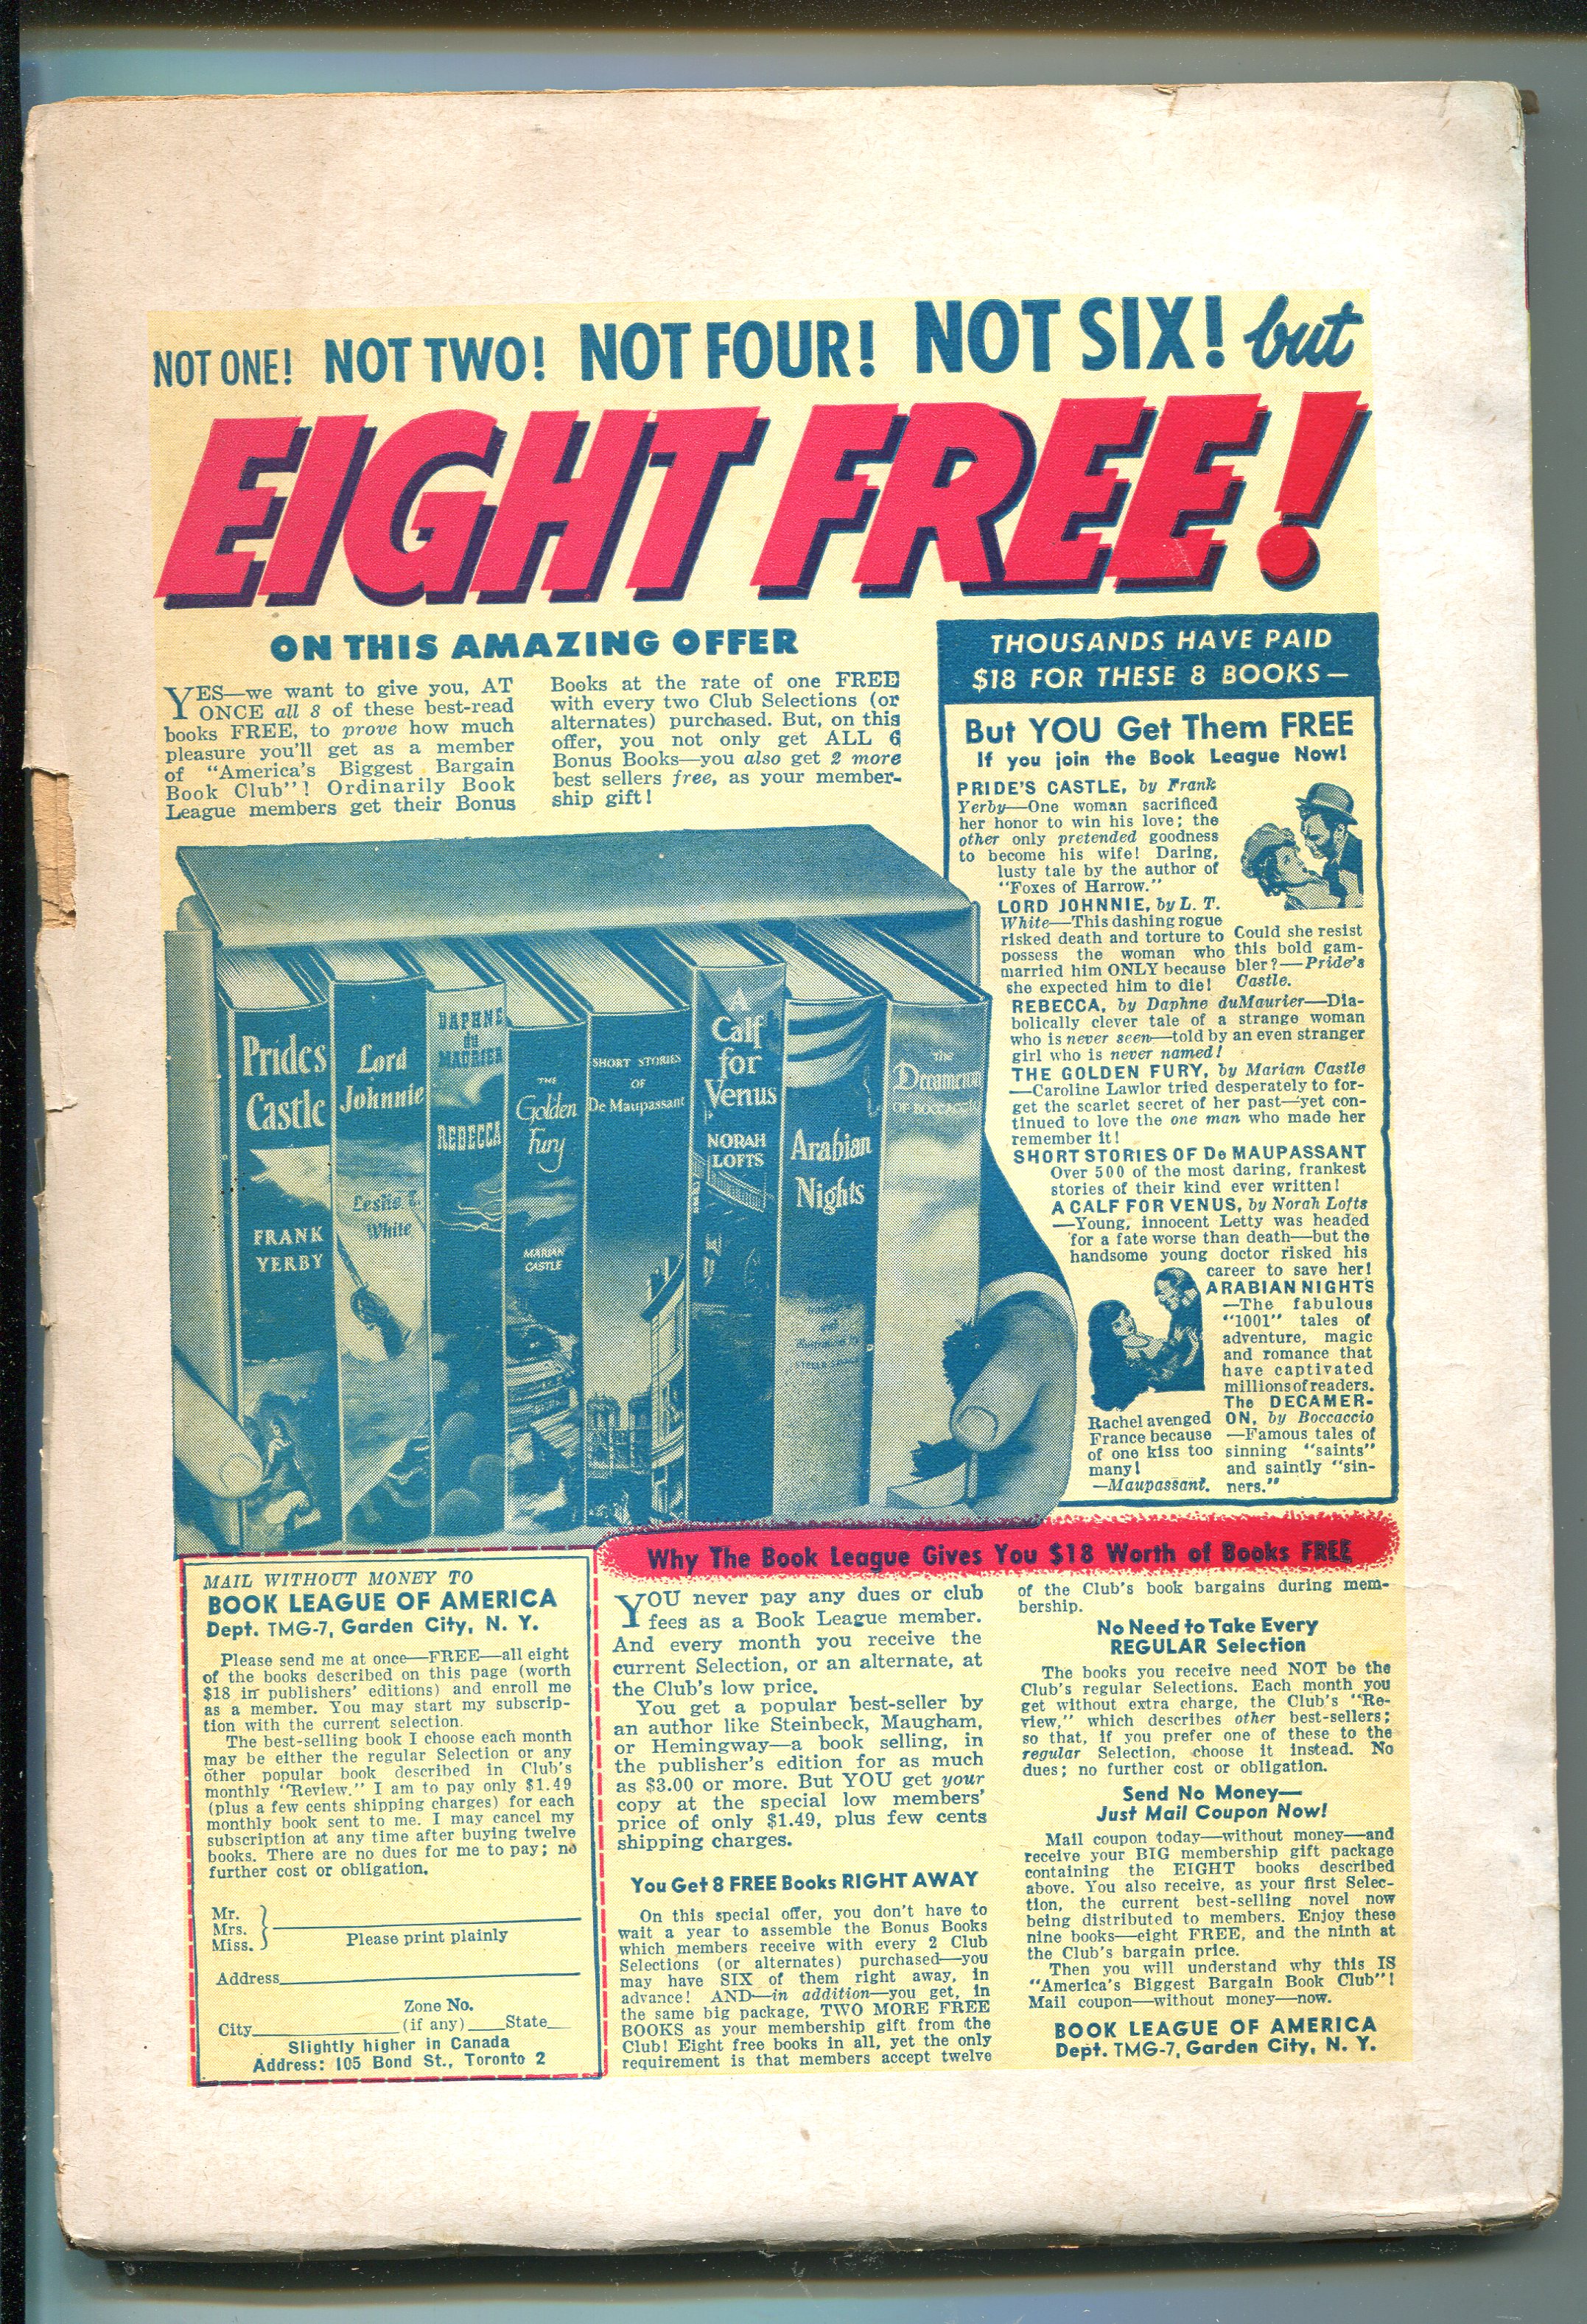 NOT ONE! NOT TWO! NOT FOUR! NOT SIX! but
EIGHT FREE!
ON THIS AMAZING OFFER
YES—we want to give you, AT
ONCE all 8 of these best-read
books FREE, to prove how much
pleasure you'll get as a member
of "America's Biggest Bargain
Book Club"! Ordinarily Book
League members get their Bonus
Books at the rate of one FREE
with every two Club Selections (or
alternates) purchased. But, on this
offer, you not only get ALL 6
Bonus Books—you also get 2 more
best sellers free, as your member-
ship gift!
THOUSANDS HAVE PAID
$18 FOR THESE 8 BOOKS—
But YOU Get Them FREE
If you join the Book League Now!
PRIDE'S CASTLE, by Frank
Yerby—One woman sacrificed
her honor to win his love; the
other only pretended goodness
to become his wife! Daring,
lusty tale by the author of
"Foxes of Harrow."
LORD JOHNNIE, by L. T.
White—This dashing rogue
risked death and torture to
possess the woman who
married him ONLY because
she expected him to die!
Could she resist
this bold gam-
bler?—Pride's
Castle.
REBECCA, by Daphne duMaurier—Dia-
bolically clever tale of a strange woman
who is never seen—told by an even stranger
girl who is never named!
THE GOLDEN FURY, by Marian Castle
—Caroline Lawlor tried desperately to for-
get the scarlet secret of her past—yet con-
tinued to love the one man who made her
remember it!
SHORT STORIES OF De MAUPASSANT
Over 500 of the most daring, frankest
stories of their kind ever written!
A CALF FOR VENUS, by Norah Lofts
—Young, innocent Letty was headed
for a fate worse than death—but the
handsome young doctor risked his
career to save her!
ARABIAN NIGHTS
—The fabulous
"1001" tales of
adventure, magic
and romance that
have captivated
millions of readers.
The DECAMER-
ON, by Boccaccio
—Famous tales of
sinning "saints"
and saintly "sin-
ners."
Rachel avenged
France because
of one kiss too
many!
—Maupassant.
Prides
Castle
FRANK
YERBY
Lord
Johnnie
Leslie T.
White
DAPHNE
du
MAURIER
REBECCA
THE
Golden
Fury
MARIAN
CASTLE
SHORT STORIES
OF
De Maupassant
A
Calf
for
Venus
NORAH
LOFTS
Arabian
Nights
the
Decameron
OF BOCCACCIO
MAIL WITHOUT MONEY TO
BOOK LEAGUE OF AMERICA
Dept. TMG-7, Garden City, N. Y.
Please send me at once—FREE—all eight
of the books described on this page (worth
$18 in publishers' editions) and enroll me
as a member. You may start my subscrip-
tion with the current selection.
The best-selling book I choose each month
may be either the regular Selection or any
other popular book described in Club's
monthly "Review." I am to pay only $1.49
(plus a few cents shipping charges) for each
monthly book sent to me. I may cancel my
subscription at any time after buying twelve
books. There are no dues for me to pay; no
further cost or obligation.
Mr.
Mrs.
Miss.
Please print plainly
Address
Zone No.
City (if any) State
Slightly higher in Canada
Address: 105 Bond St., Toronto 2
Why The Book League Gives You $18 Worth of Books FREE
YOU never pay any dues or club
fees as a Book League member.
And every month you receive the
current Selection, or an alternate, at
the Club's low price.
You get a popular best-seller by
an author like Steinbeck, Maugham,
or Hemingway—a book selling, in
the publisher's edition for as much
as $3.00 or more. But YOU get your
copy at the special low members'
price of only $1.49, plus few cents
shipping charges.
You Get 8 FREE Books RIGHT AWAY
On this special offer, you don't have to
wait a year to assemble the Bonus Books
which members receive with every 2 Club
Selections (or alternates) purchased—you
may have SIX of them right away, in
advance! AND—in addition—you get, in
the same big package, TWO MORE FREE
BOOKS as your membership gift from the
Club! Eight free books in all, yet the only
requirement is that members accept twelve
of the Club's book bargains during mem-
bership.
No Need to Take Every
REGULAR Selection
The books you receive need NOT be the
Club's regular Selections. Each month you
get without extra charge, the Club's "Re-
view," which describes other best-sellers;
so that, if you prefer one of these to the
regular Selection, choose it instead. No
dues; no further cost or obligation.
Send No Money—
Just Mail Coupon Now!
Mail coupon today—without money—and
receive your BIG membership gift package
containing the EIGHT books described
above. You also receive, as your first Selec-
tion, the current best-selling novel now
being distributed to members. Enjoy these
nine books—eight FREE, and the ninth at
the Club's bargain price.
Then you will understand why this IS
"America's Biggest Bargain Book Club"!
Mail coupon—without money—now.
BOOK LEAGUE OF AMERICA
Dept. TMG-7, Garden City, N. Y.